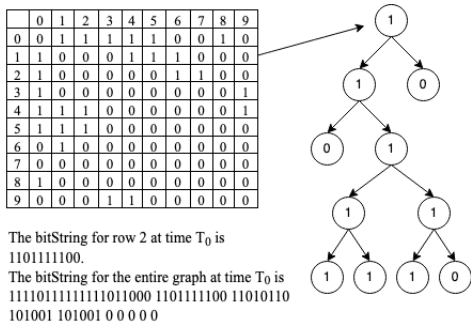 0 1 2 3 4 5 6 7 8 9
0 0 1 1 1 1 1 0 0 1 0
1 1 0 0 0 1 1 1 0 0 0
2 1 0 0 0 0 0 1 1 0 0
3 1 0 0 0 0 0 0 0 0 1
4 1 1 1 0 0 0 0 0 0 1
5 1 1 1 0 0 0 0 0 0 0
6 0 1 0 0 0 0 0 0 0 0
7 0 0 0 0 0 0 0 0 0 0
8 1 0 0 0 0 0 0 0 0 0
9 0 0 0 1 1 0 0 0 0 0
The bitString for row 2 at time T0 is
1101111100.
The bitString for the entire graph at time T0 is
11110111111111011000 1101111100 11010110
101001 101001 0 0 0 0 0
1
1 0
0 1
1 1
1 1 1 0